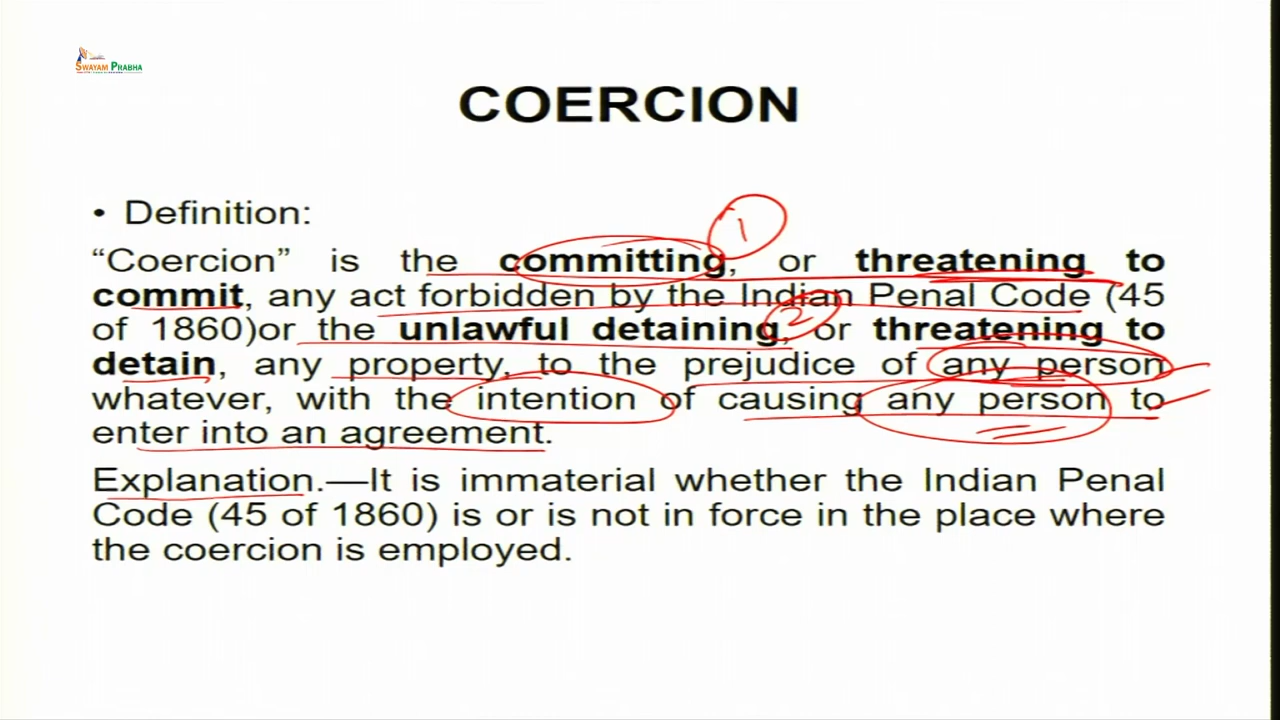 SWAYAM PRABHA
COERCION
• Definition:
“Coercion” is the committing, or threatening to
commit, any act forbidden by the Indian Penal Code (45
of 1860)or the unlawful detaining, or threatening to
detain, any property, to the prejudice of any person
whatever, with the intention of causing any person to
enter into an agreement.
Explanation.—It is immaterial whether the Indian Penal
Code (45 of 1860) is or is not in force in the place where
the coercion is employed.
1
2